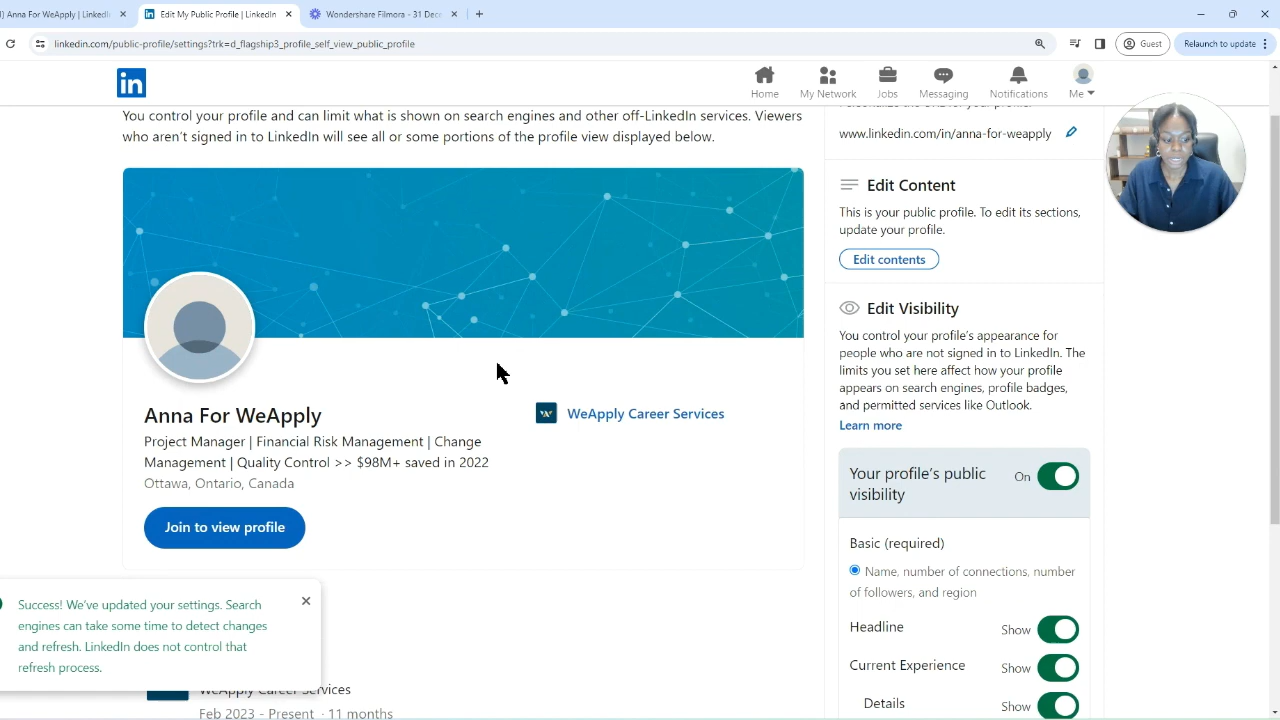 ) Anna For WeApply | LinkedI
Edit My Public Profile | LinkedIn
Wondershare Filmora - 31 Dec
linkedin.com/public-profile/settings?trk=d_flagship3_profile_self_view_public_profile
Guest
Relaunch to update
in
Home
My Network
Jobs
Messaging
Notifications
Me
You control your profile and can limit what is shown on search engines and other off-LinkedIn services. Viewers
who aren't signed in to LinkedIn will see all or some portions of the profile view displayed below.
Anna For WeApply
Project Manager | Financial Risk Management | Change
Management | Quality Control >> $98M+ saved in 2022
Ottawa, Ontario, Canada
WeApply Career Services
Join to view profile
Success! We've updated your settings. Search
engines can take some time to detect changes
and refresh. LinkedIn does not control that
refresh process.
WeApply Career Services
Feb 2023 - Present · 11 months
www.linkedin.com/in/anna-for-weapply
Edit Content
This is your public profile. To edit its sections,
update your profile.
Edit contents
Edit Visibility
You control your profile's appearance for
people who are not signed in to LinkedIn. The
limits you set here affect how your profile
appears on search engines, profile badges,
and permitted services like Outlook.
Learn more
Your profile's public
visibility
On
Basic (required)
Name, number of connections, number
of followers, and region
Headline
Show
Current Experience
Show
Details
Show